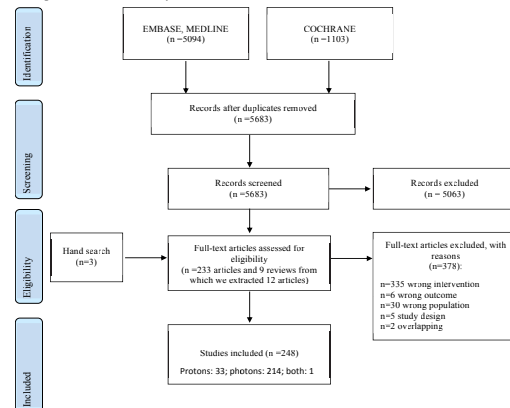 Identification
EMBASE, MEDLINE
(n =5094)
COCHRANE
(n =1103)
Records after duplicates removed
(n =5683)
Screening
Records screened
(n =5683)
Records excluded
(n = 5063)
Eligibility
Hand search
(n=3)
Full-text articles assessed for
eligibility
(n =233 articles and 9 reviews from
which we extracted 12 articles)
Full-text articles excluded, with
reasons
(n=378):
n=335 wrong intervention
n=6 wrong outcome
n=30 wrong population
n=5 study design
n=2 overlapping
Included
Studies included (n =248)
Protons: 33; photons: 214; both: 1